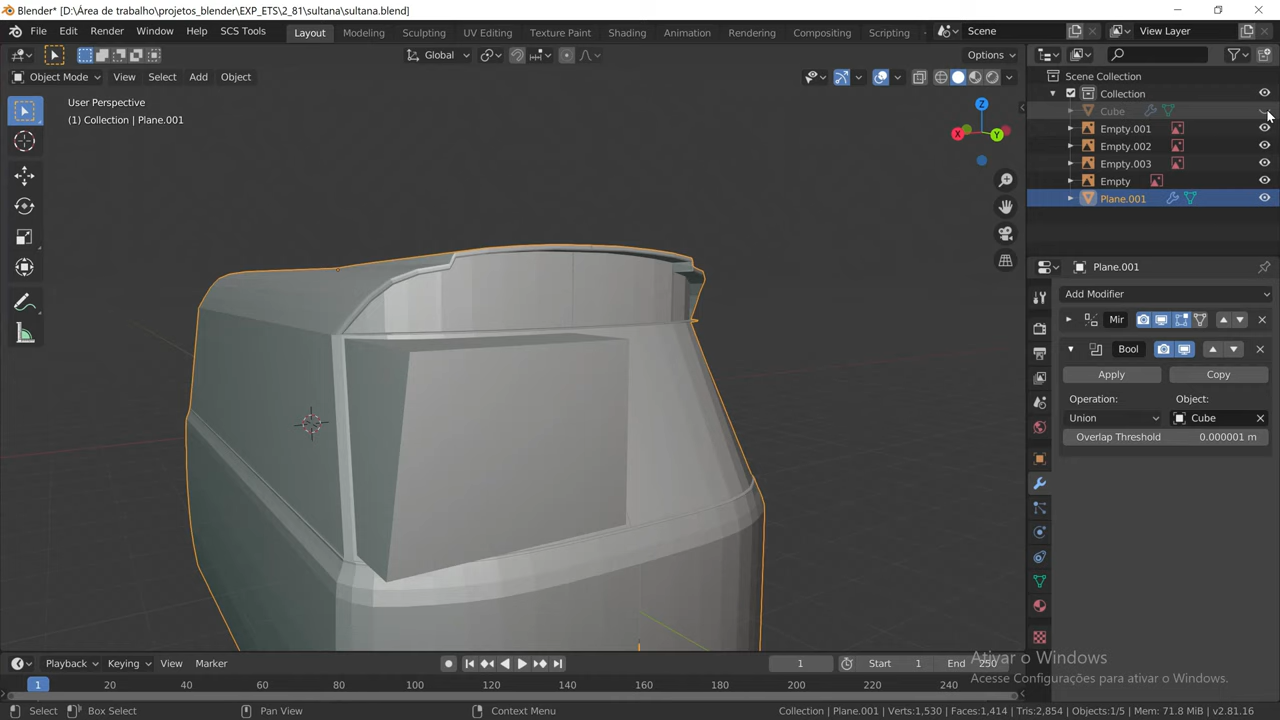 Blender* [D:\Área de trabalho\projetos_blender\EXP_ETS\2_81\sultana\sultana.blend]
File Edit Render Window Help SCS Tools Layout Modeling Sculpting UV Editing Texture Paint Shading Animation Rendering Compositing Scripting Scene View Layer
Global Options
Object Mode View Select Add Object
User Perspective
(1) Collection | Plane.001
Z
X
Y
Scene Collection
Collection
Cube
Empty.001
Empty.002
Empty.003
Empty
Plane.001
Plane.001
Add Modifier
Mir
Bool
Apply Copy
Operation: Object:
Union Cube
Overlap Threshold 0.000001 m
Ativar o Windows
Acesse Configurações para ativar o Windows.
Playback Keying View Marker 1 Start 1 End 250
1 20 40 60 80 100 120 140 160 180 200 220 240
Select Box Select Pan View Context Menu Collection | Plane.001 | Verts:1,530 | Faces:1,414 | Tris:2,854 | Objects:1/5 | Mem: 71.8 MiB | v2.81.16